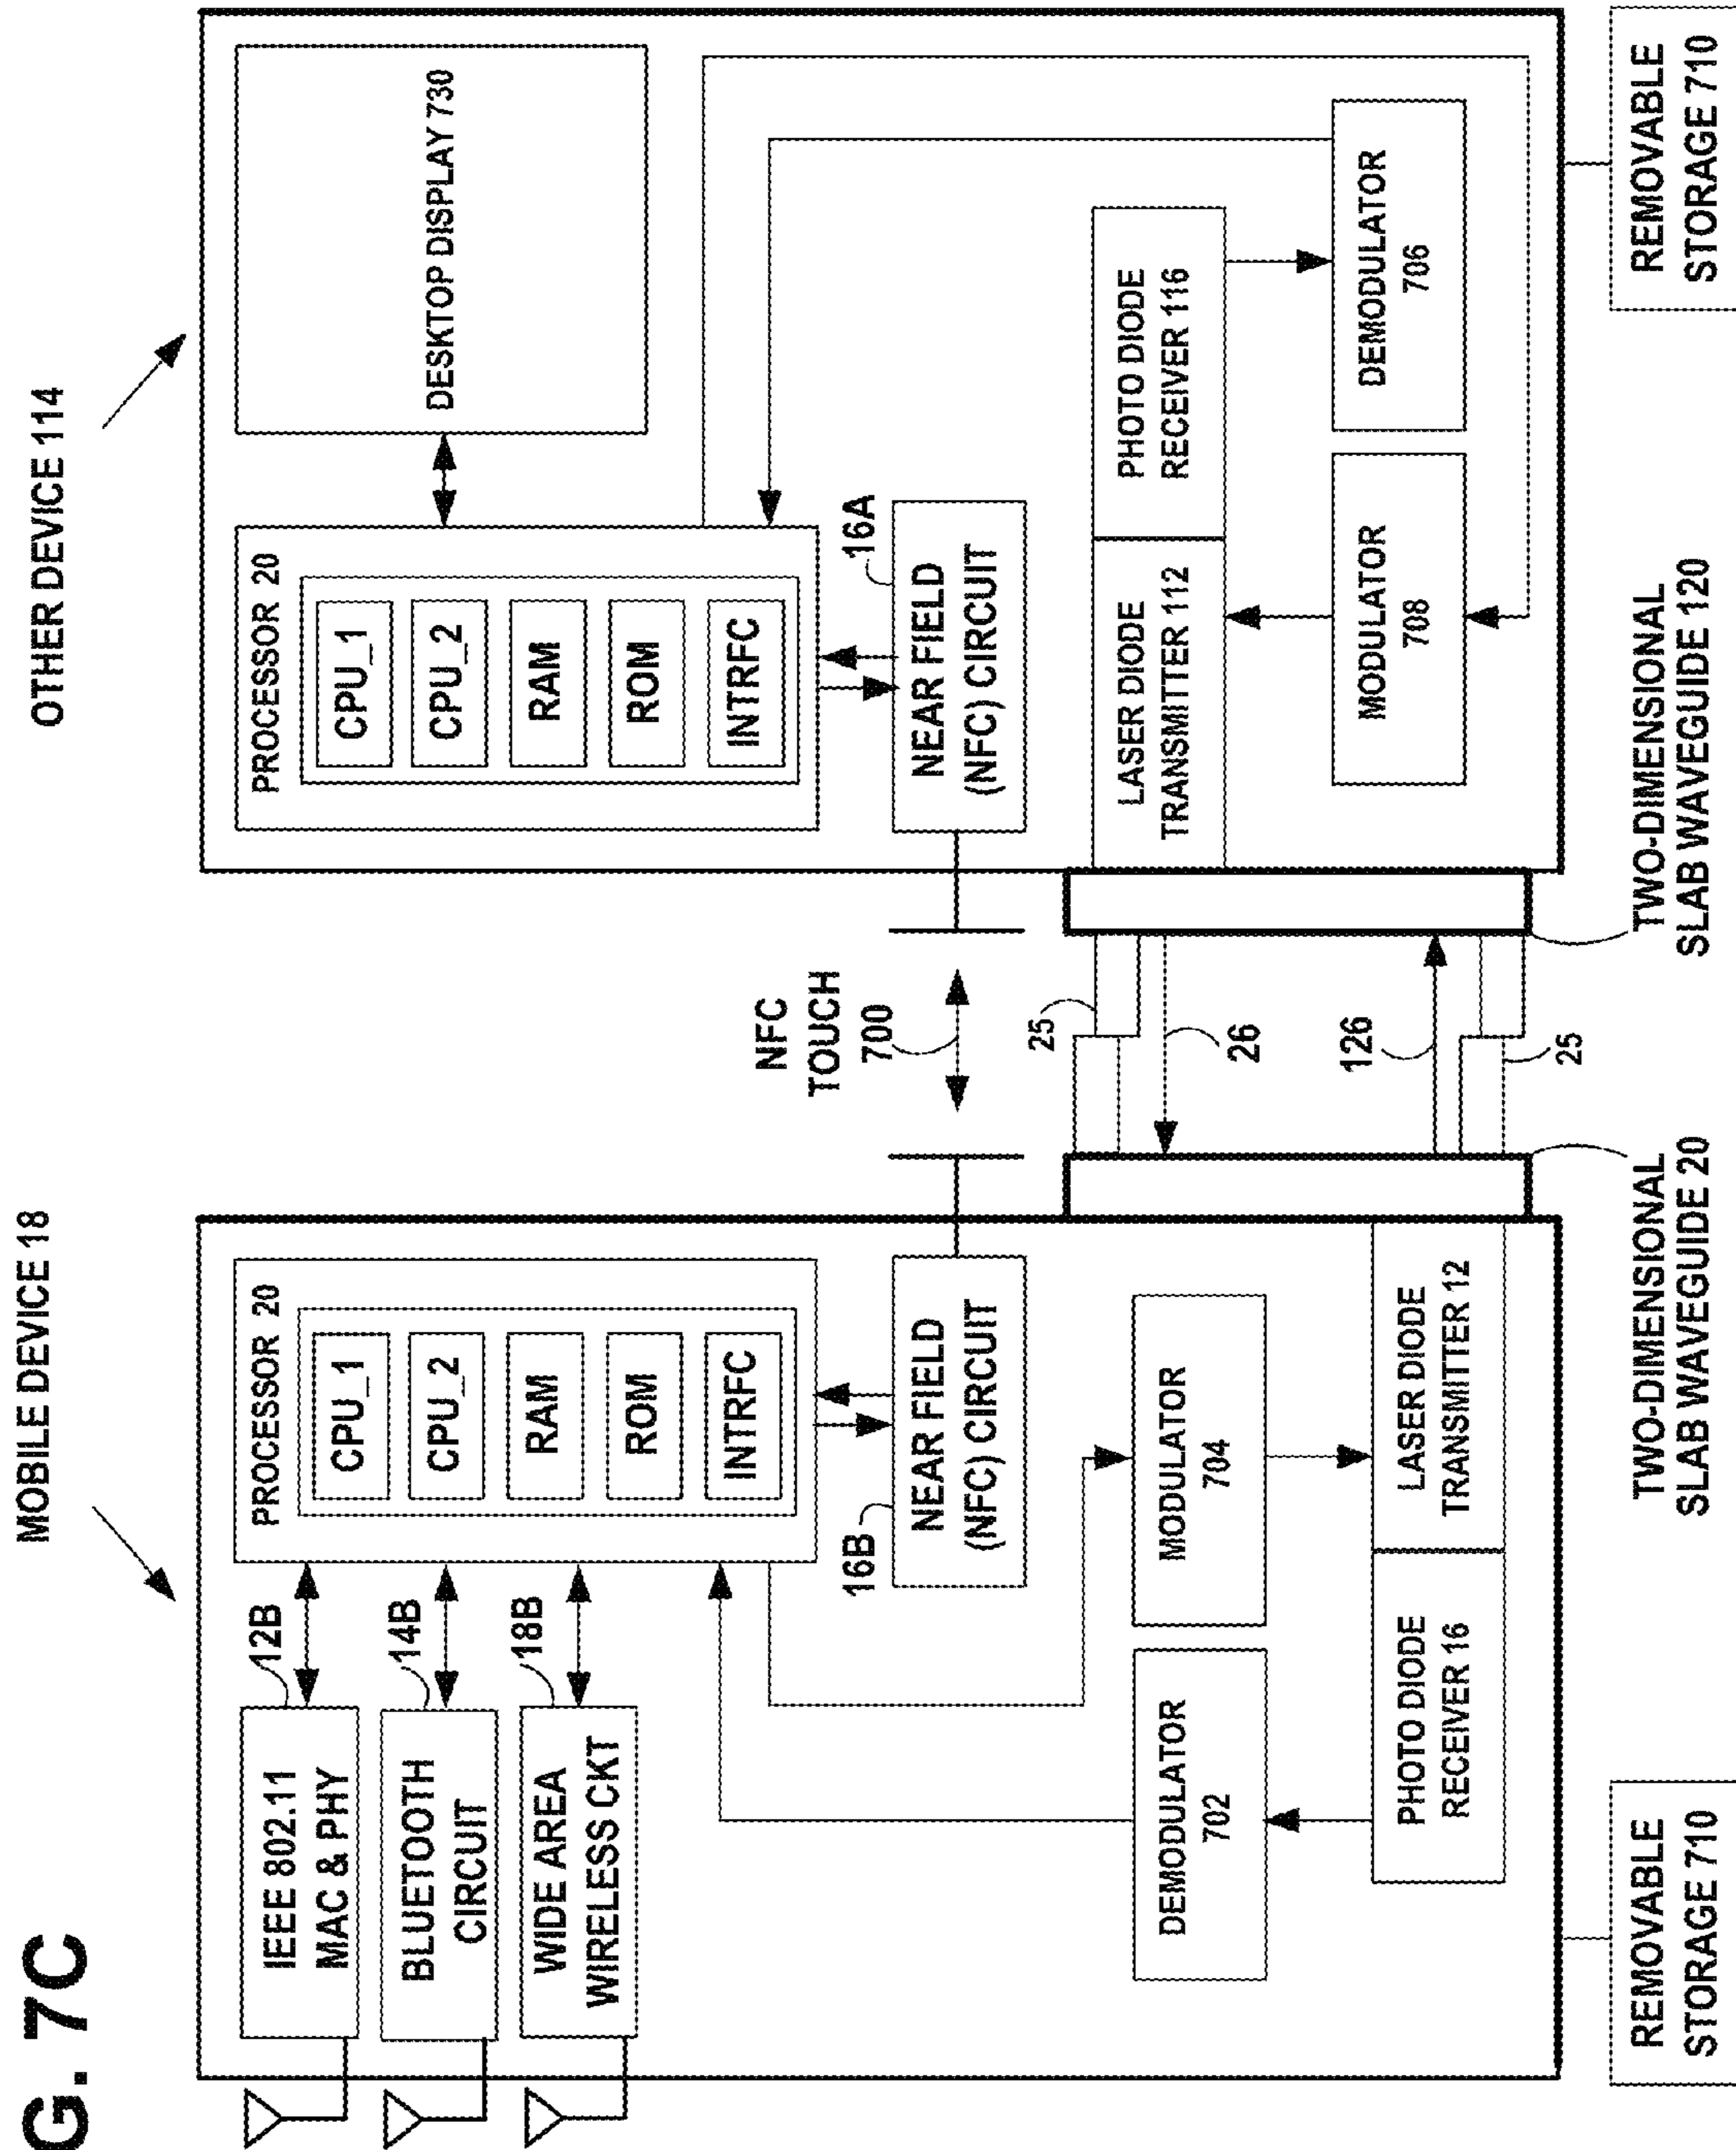 G. 7C
MOBILE DEVICE 18
OTHER DEVICE 114
IEEE 802.11
MAC & PHY
12B
BLUETOOTH
CIRCUIT
14B
WIDE AREA
WIRELESS CKT
18B
PROCESSOR 20
CPU_1
CPU_2
RAM
ROM
INTRFC
16B
NEAR FIELD
(NFC) CIRCUIT
DEMODULATOR
702
MODULATOR
704
PHOTO DIODE
RECEIVER 16
LASER DIODE
TRANSMITTER 12
REMOVABLE
STORAGE 710
TWO-DIMENSIONAL
SLAB WAVEGUIDE 20
NFC
TOUCH
700
25
26
126
25
PROCESSOR 20
CPU_1
CPU_2
RAM
ROM
INTRFC
DESKTOP DISPLAY 730
16A
NEAR FIELD
(NFC) CIRCUIT
LASER DIODE
TRANSMITTER 112
PHOTO DIODE
RECEIVER 116
MODULATOR
708
DEMODULATOR
706
TWO-DIMENSIONAL
SLAB WAVEGUIDE 120
REMOVABLE
STORAGE 710